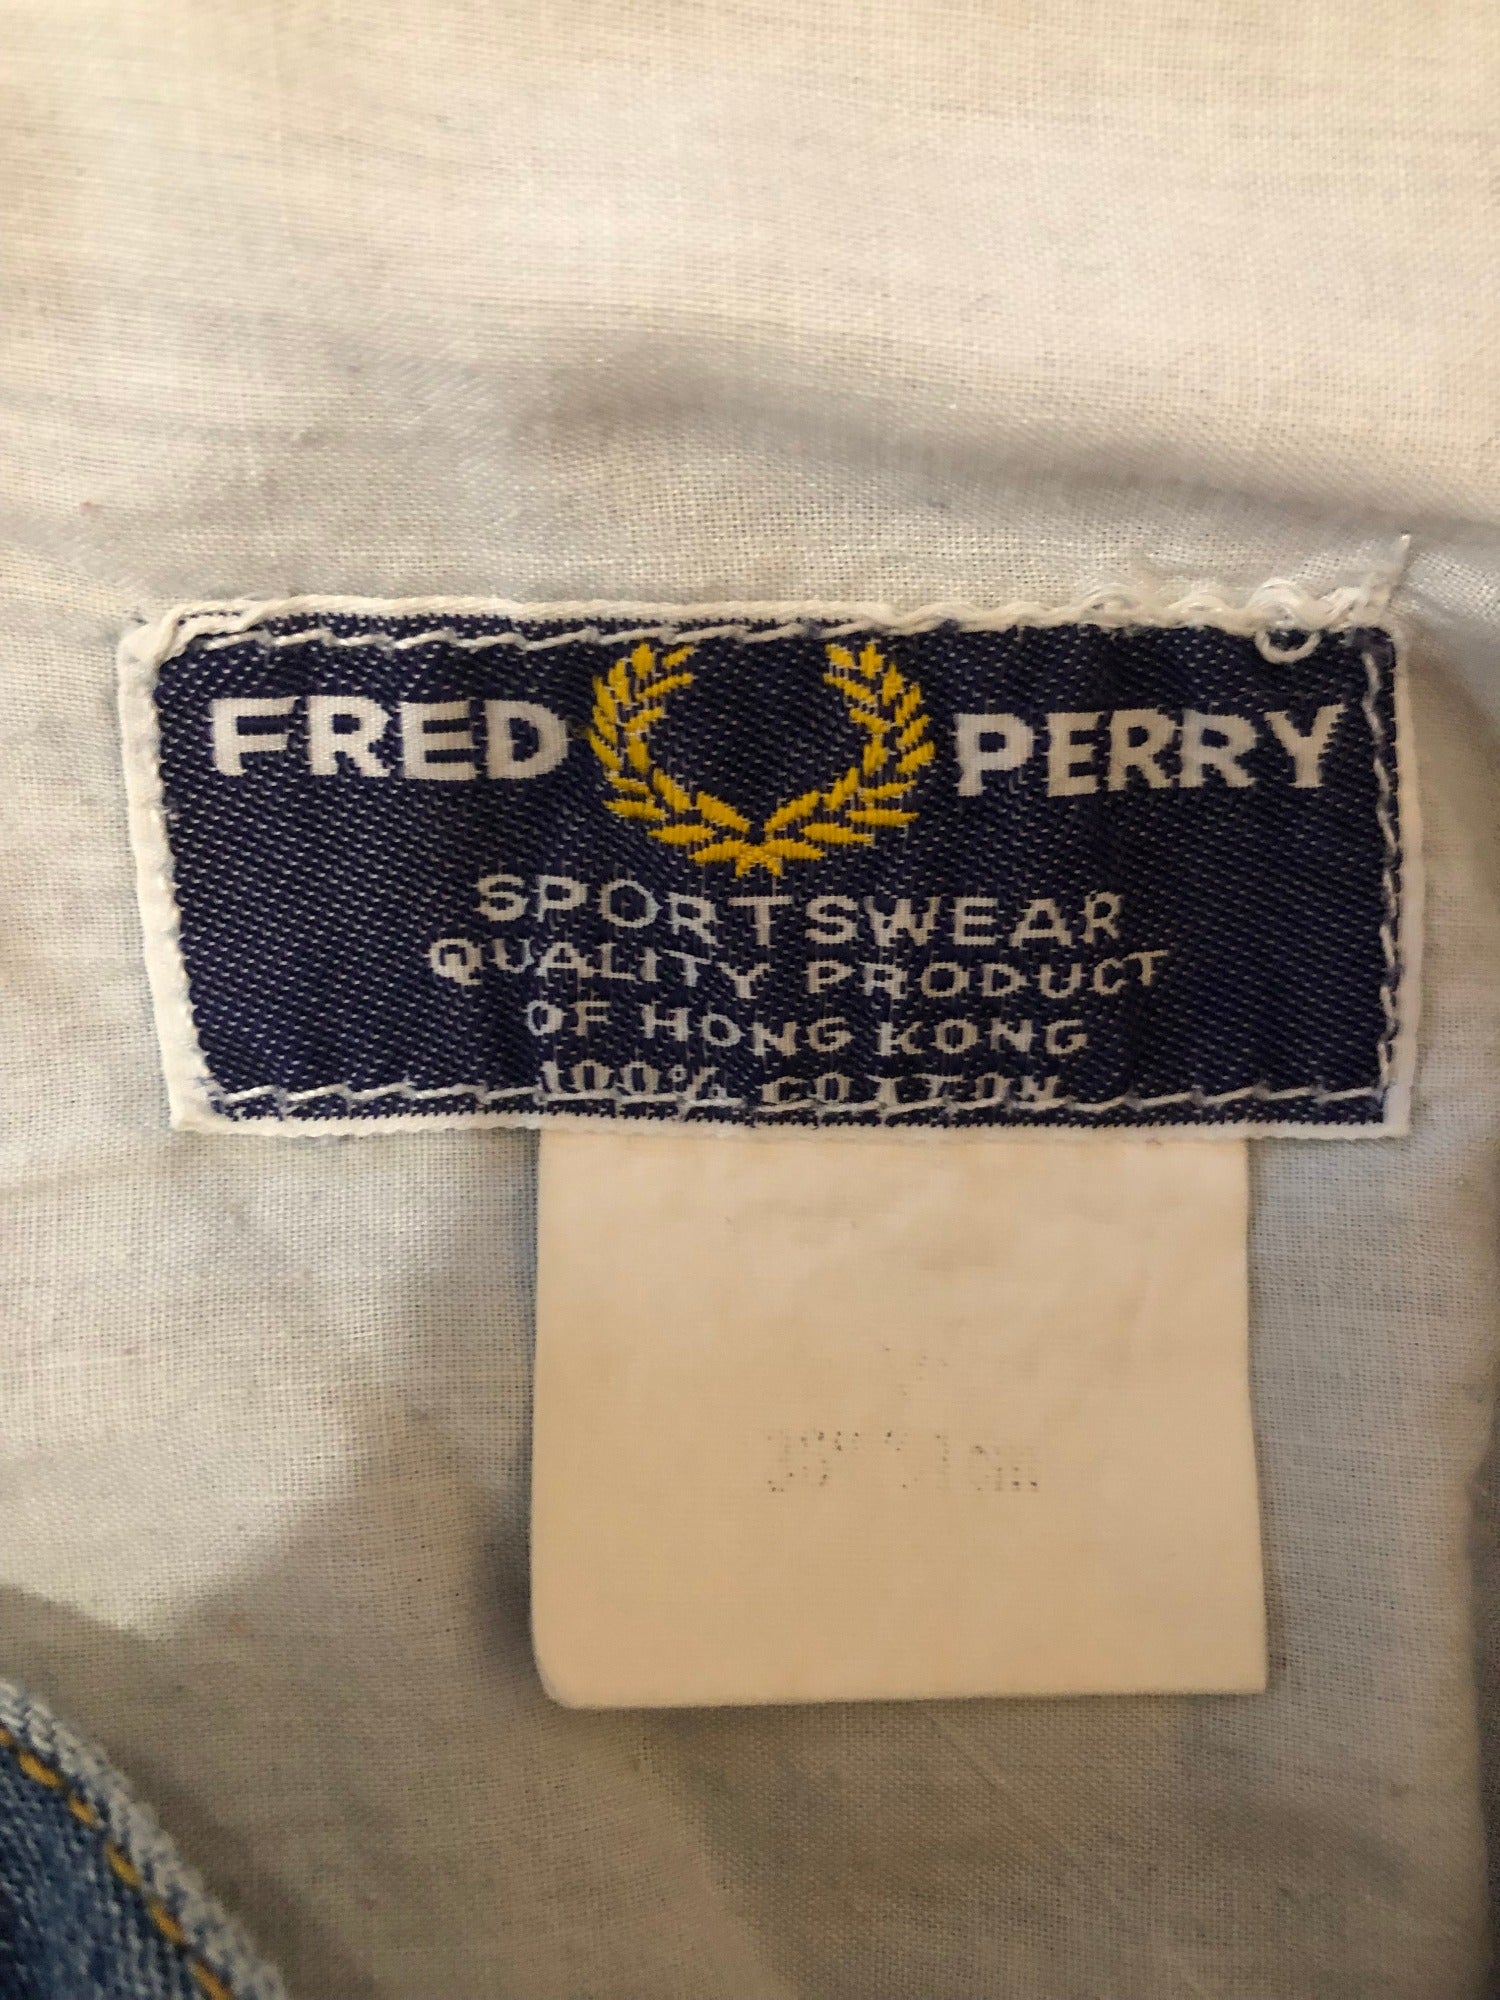 FRED PERRY
SPORTSWEAR
QUALITY PRODUCT
OF HONG KONG
100% COTTON